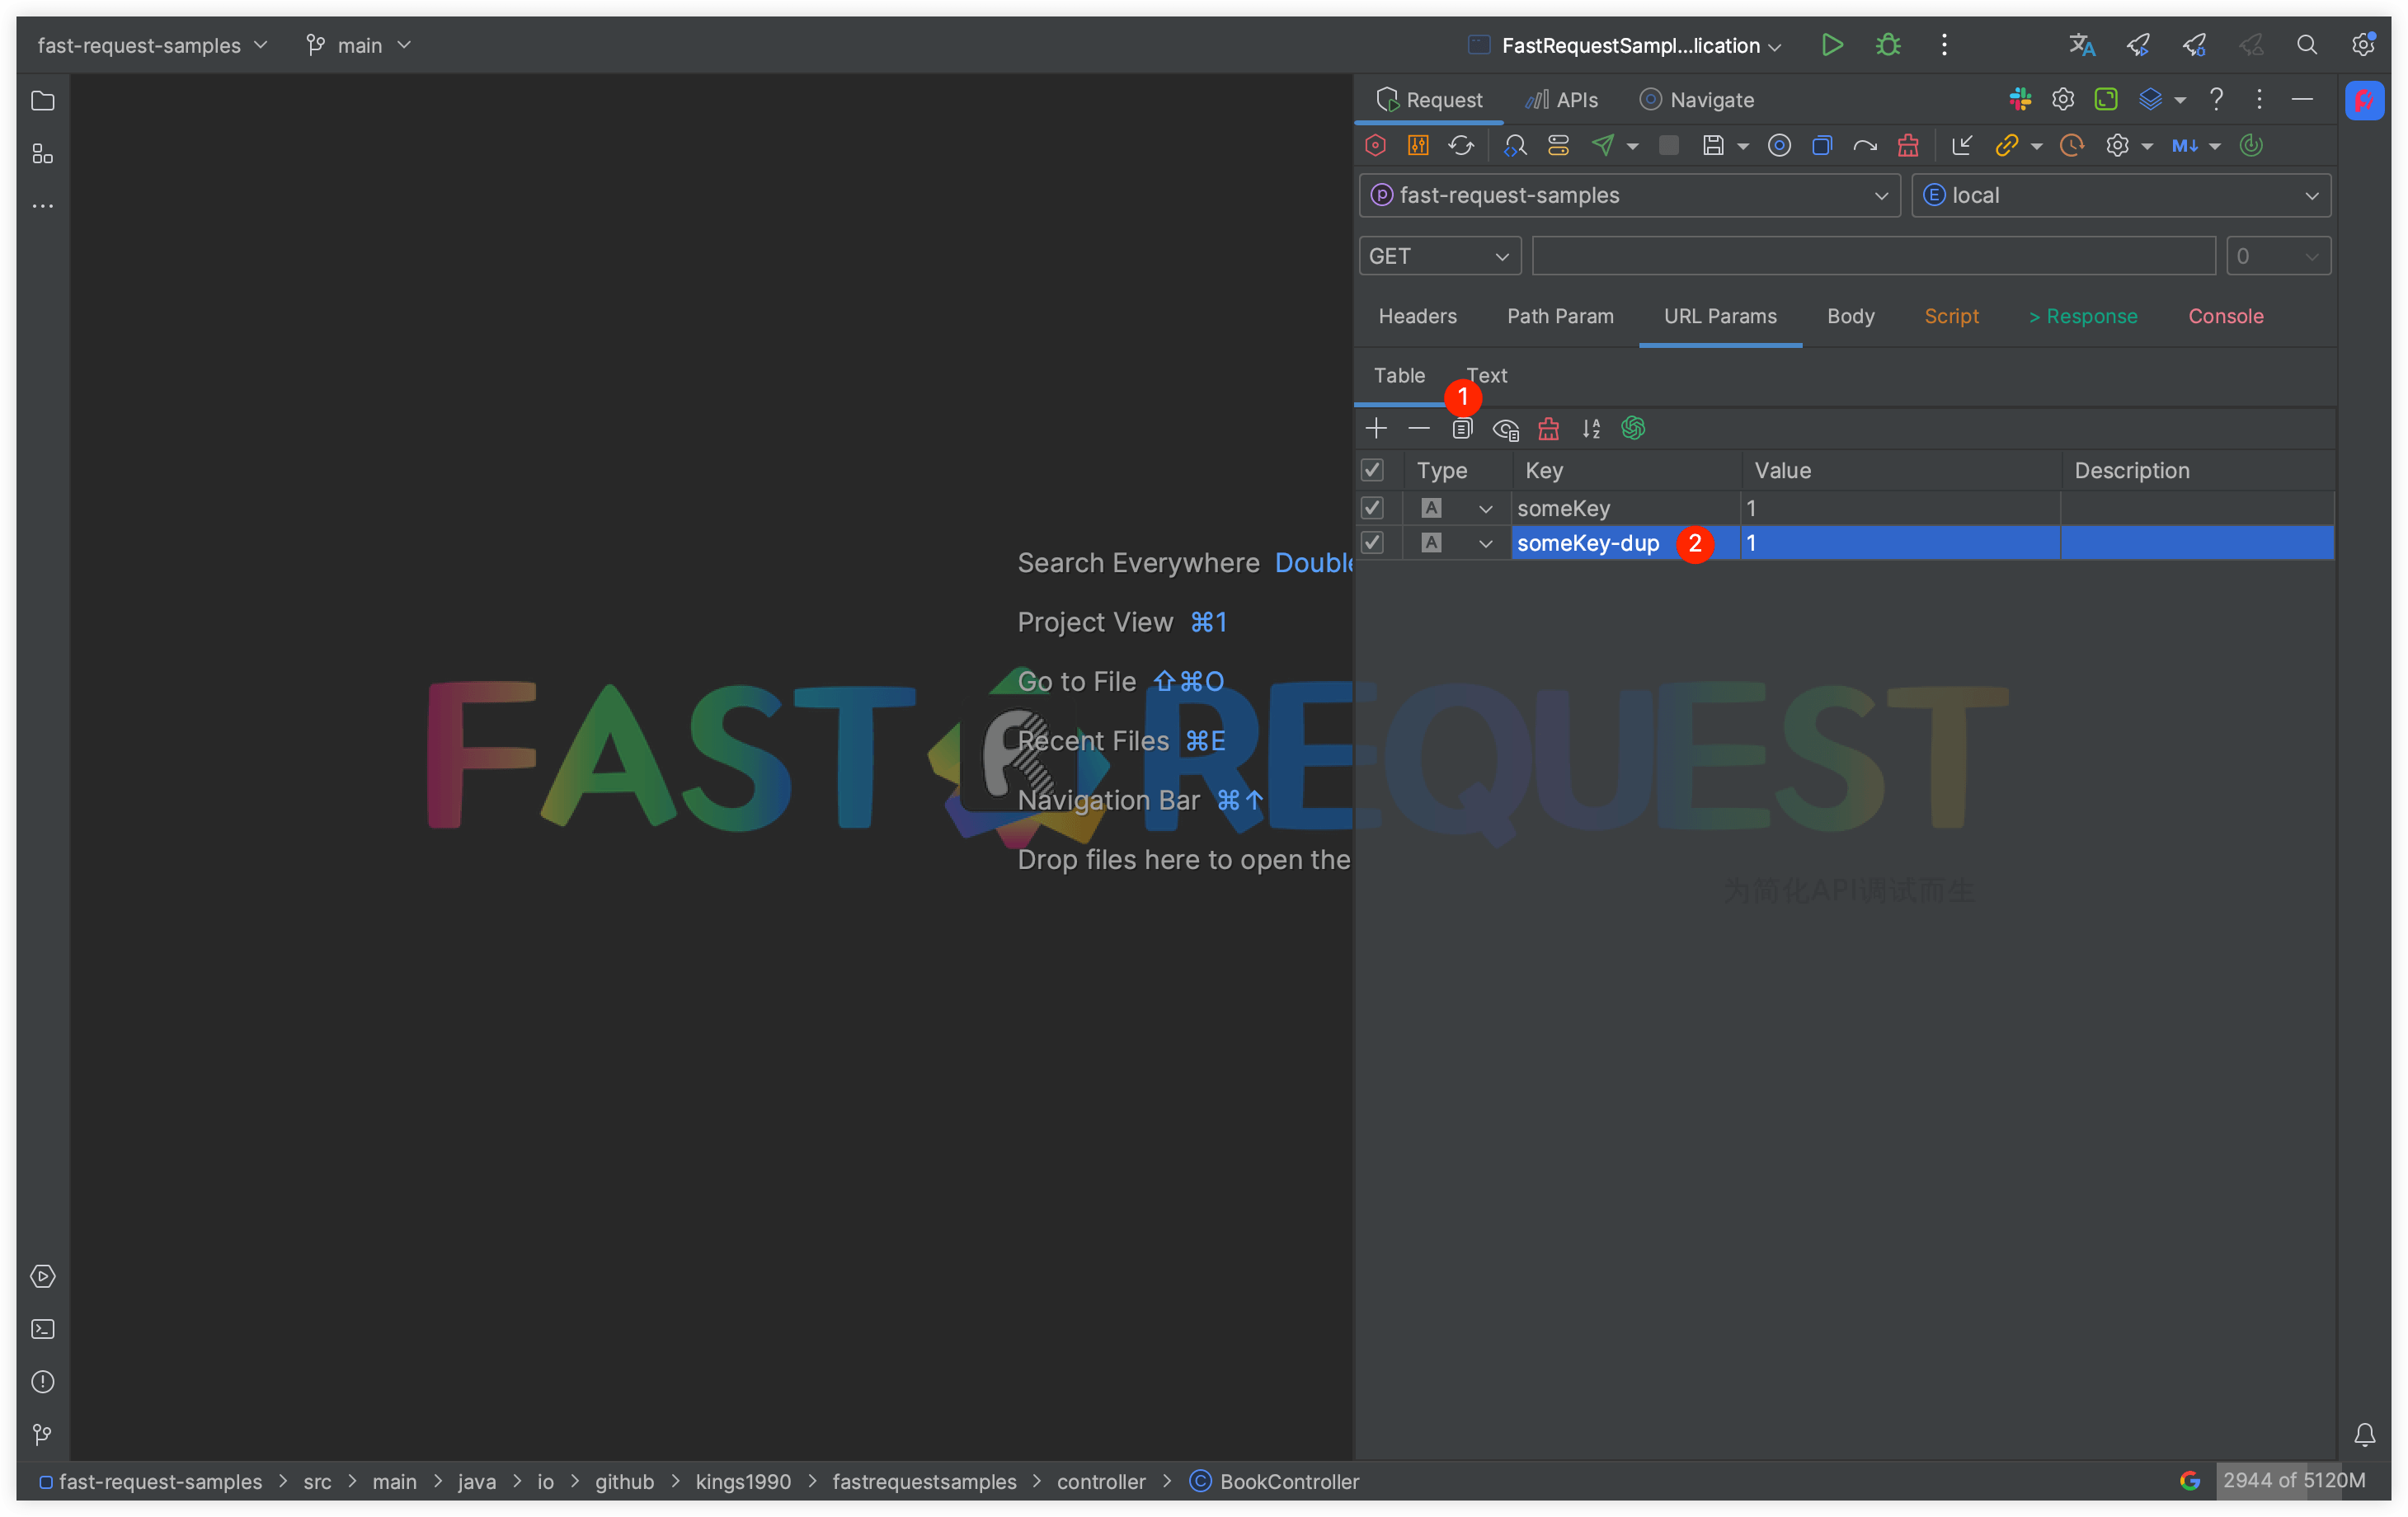 fast-request-samples main FastRequestSampl...lication
Request APIs Navigate
M↓
fast-request-samples local
GET 0
Headers Path Param URL Params Body Script > Response Console
Table Text
1
Type Key Value Description
A someKey 1
A someKey-dup 2 1
Search Everywhere Double
Project View ⌘1
Go to File ⇧⌘O
Recent Files ⌘E
Navigation Bar ⌘↑
Drop files here to open the
FAST REQUEST
为简化API调试而生
fast-request-samples > src > main > java > io > github > kings1990 > fastrequestsamples > controller > BookController
2944 of 5120M